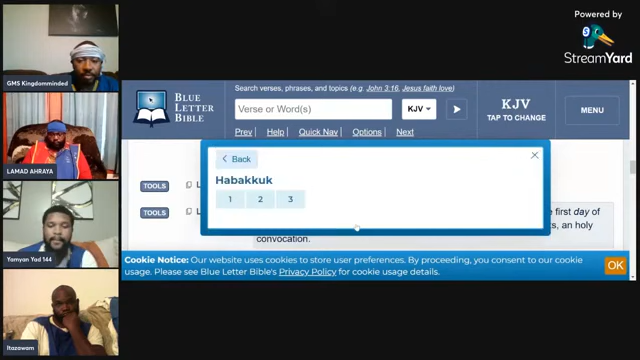 Powered by
StreamYard
GMS Kingdomminded
LAMAD AHRAYA
Yamyan Yad 144
Itazawam
BLUE
LETTER
BIBLE
Search verses, phrases, and topics (e.g. John 3:16, Jesus faith love)
Verse or Word(s)
KJV
KJV
TAP TO CHANGE
MENU
Prev
Help
Quick Nav
Options
Next
Back
Habakkuk
1 2 3
TOOLS
TOOLS
e first day of
ts, an holy
convocation.
Cookie Notice: Our website uses cookies to store user preferences. By proceeding, you consent to our cookie
usage. Please see Blue Letter Bible's Privacy Policy for cookie usage details.
OK